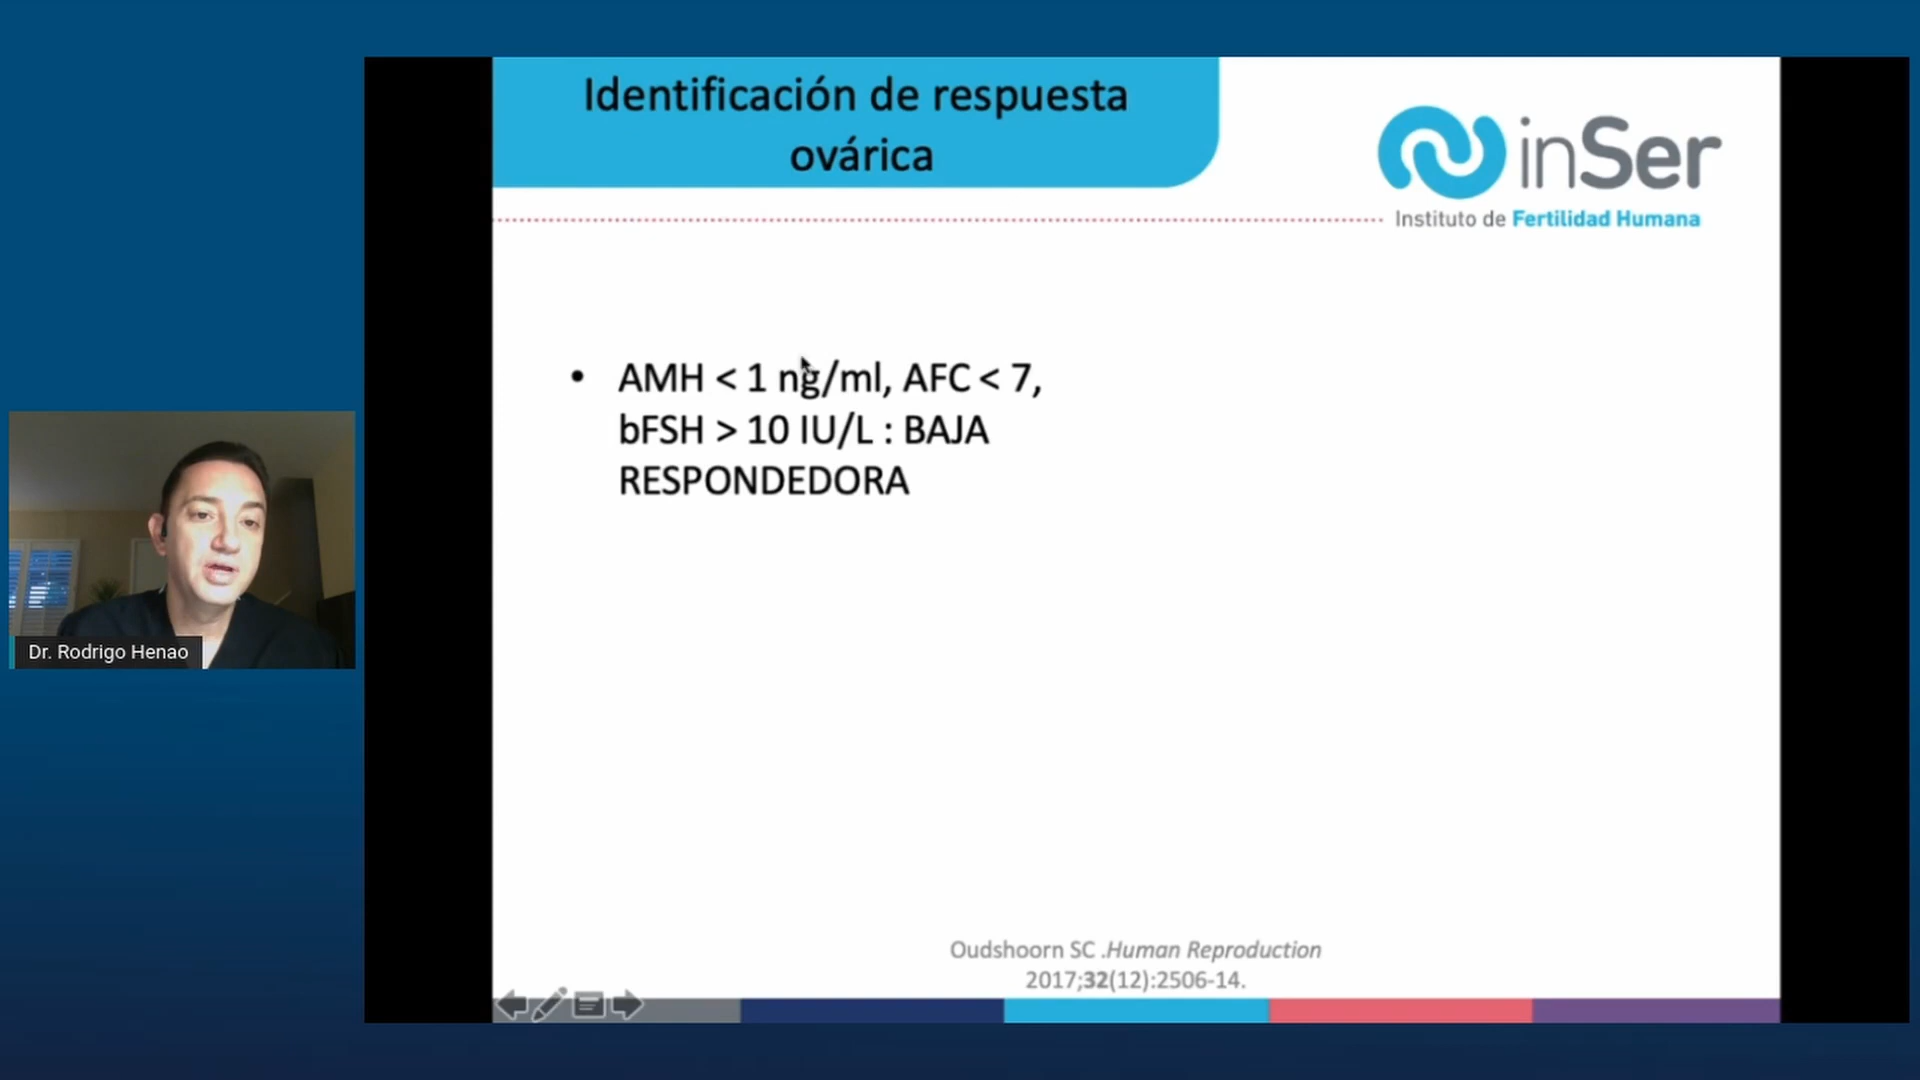 Identificación de respuesta
ovárica
inSer
Instituto de Fertilidad Humana
• AMH < 1 ng/ml, AFC < 7,
bFSH > 10 IU/L : BAJA
RESPONDEDORA
Dr. Rodrigo Henao
Oudshoorn SC .Human Reproduction
2017;32(12):2506-14.